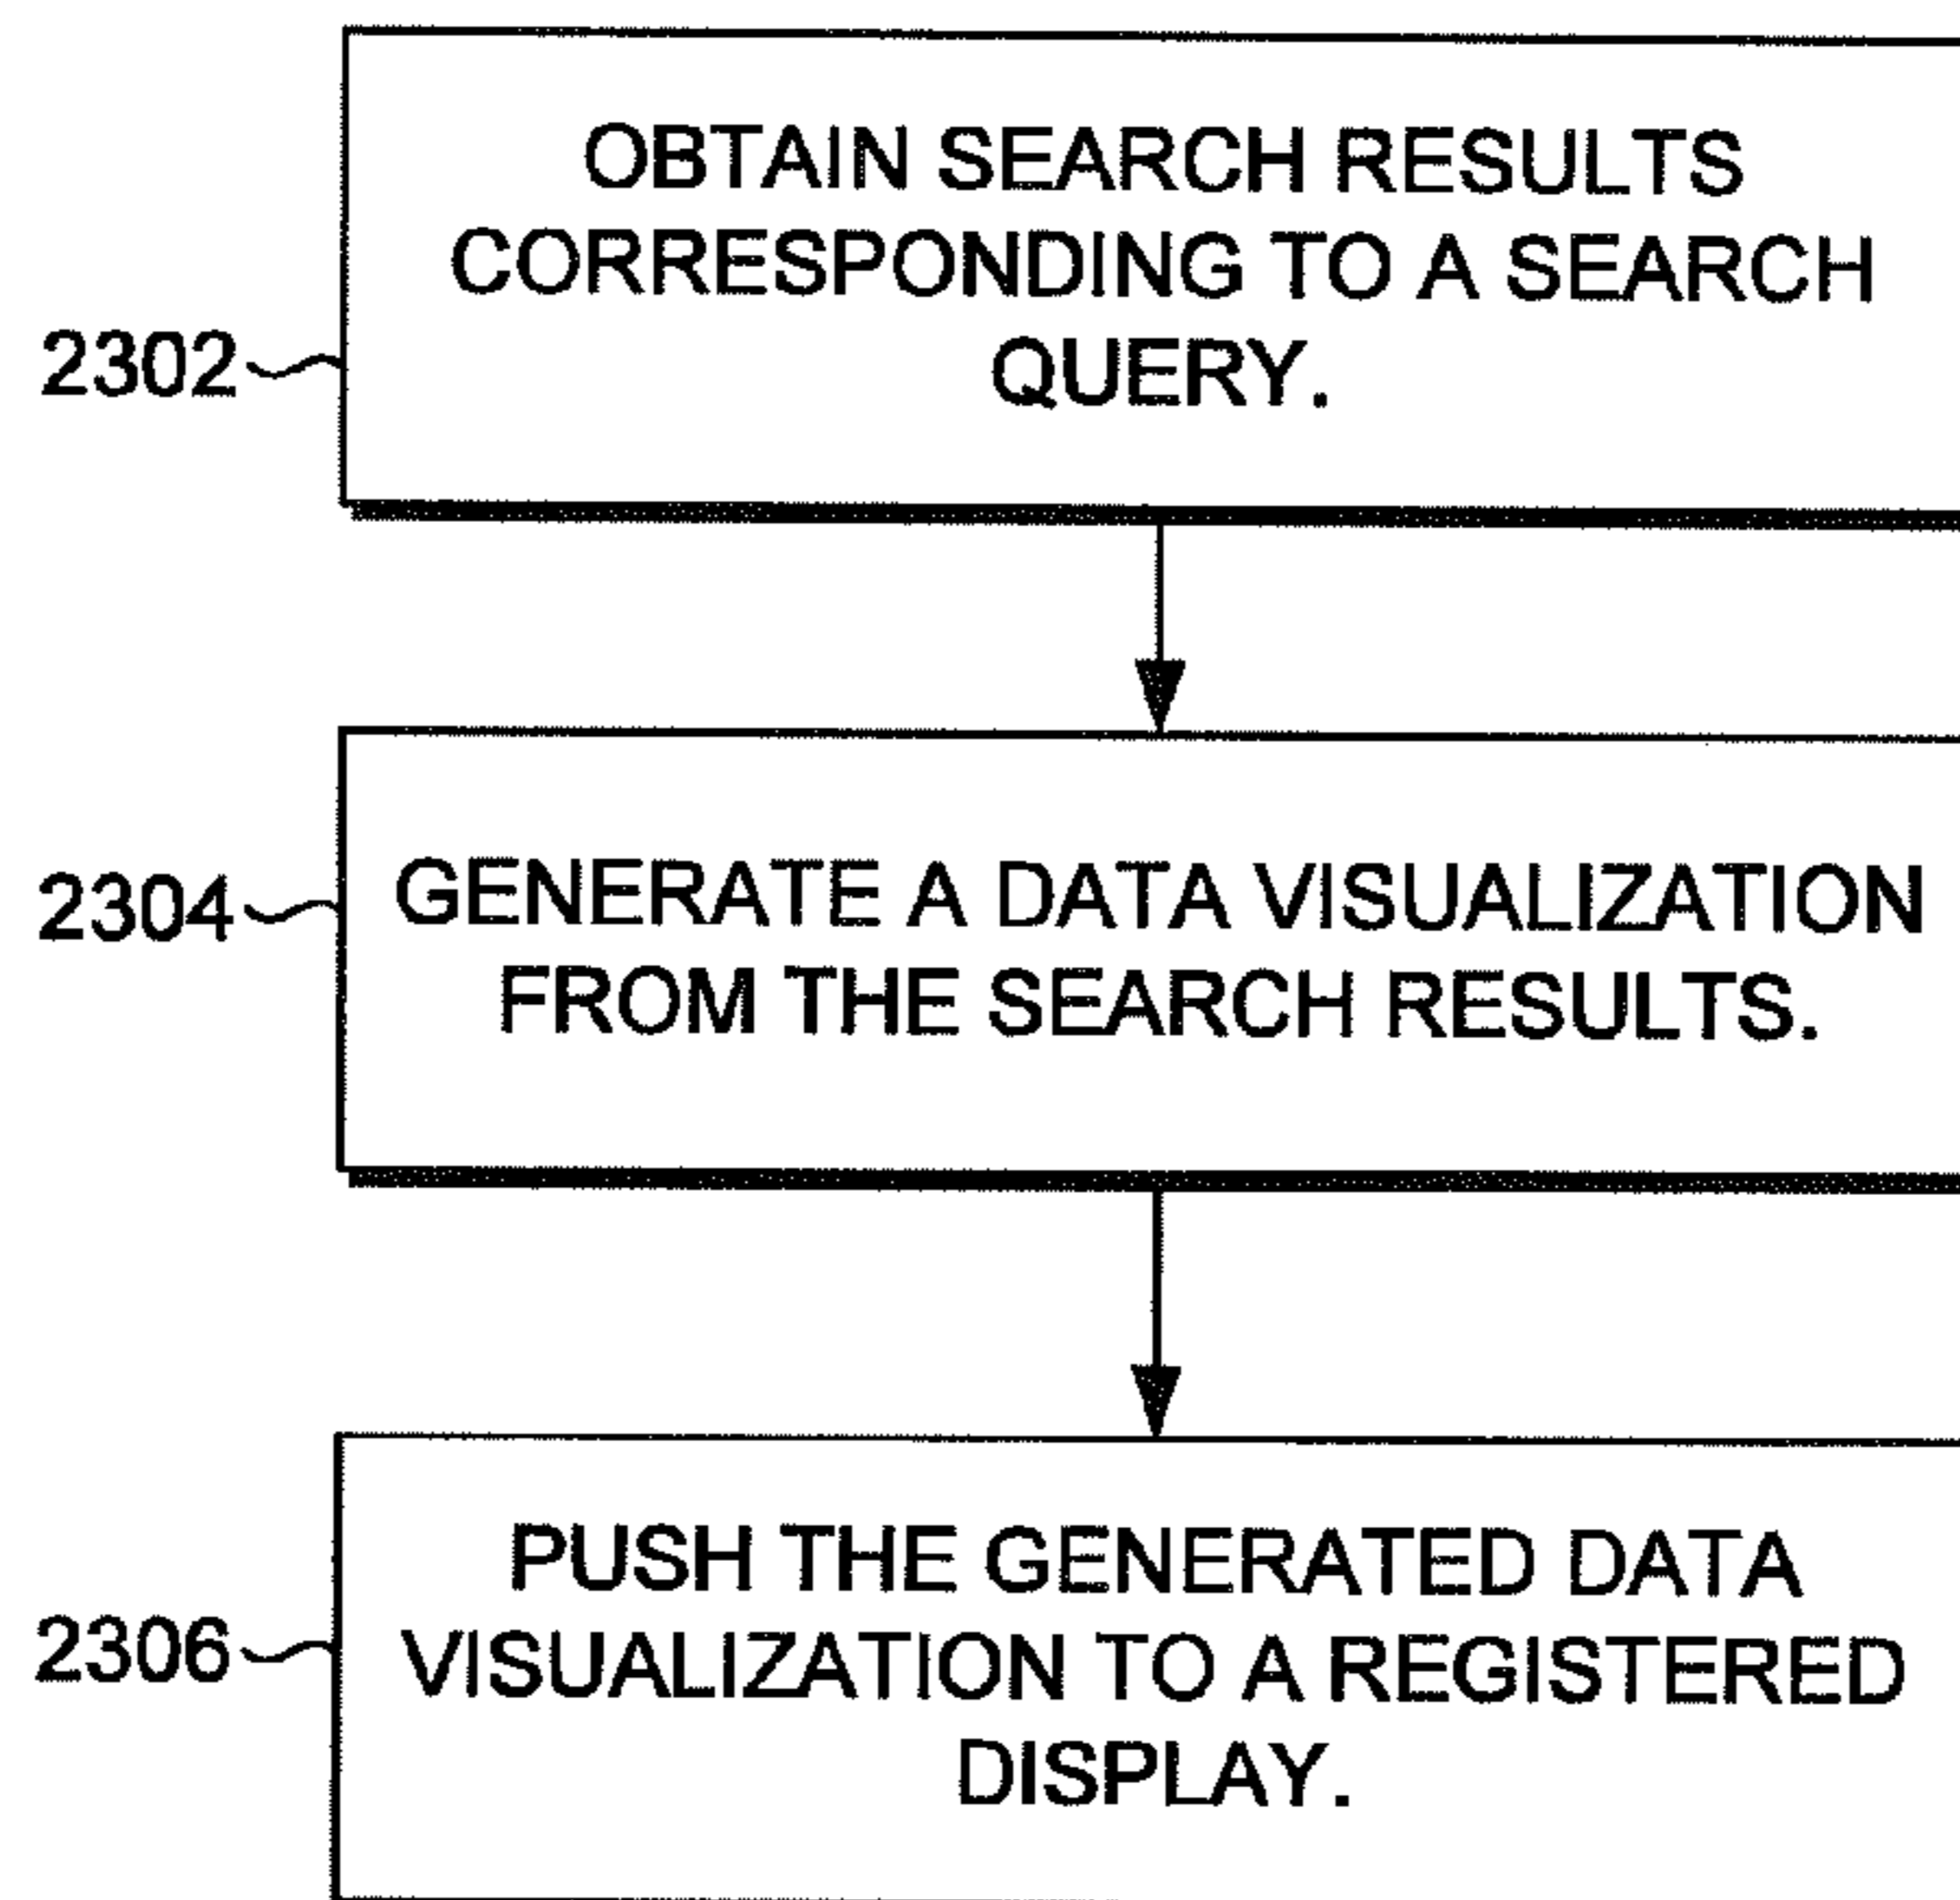 OBTAIN SEARCH RESULTS
CORRESPONDING TO A SEARCH
QUERY.
2302
GENERATE A DATA VISUALIZATION
FROM THE SEARCH RESULTS.
2304
PUSH THE GENERATED DATA
VISUALIZATION TO A REGISTERED
DISPLAY.
2306